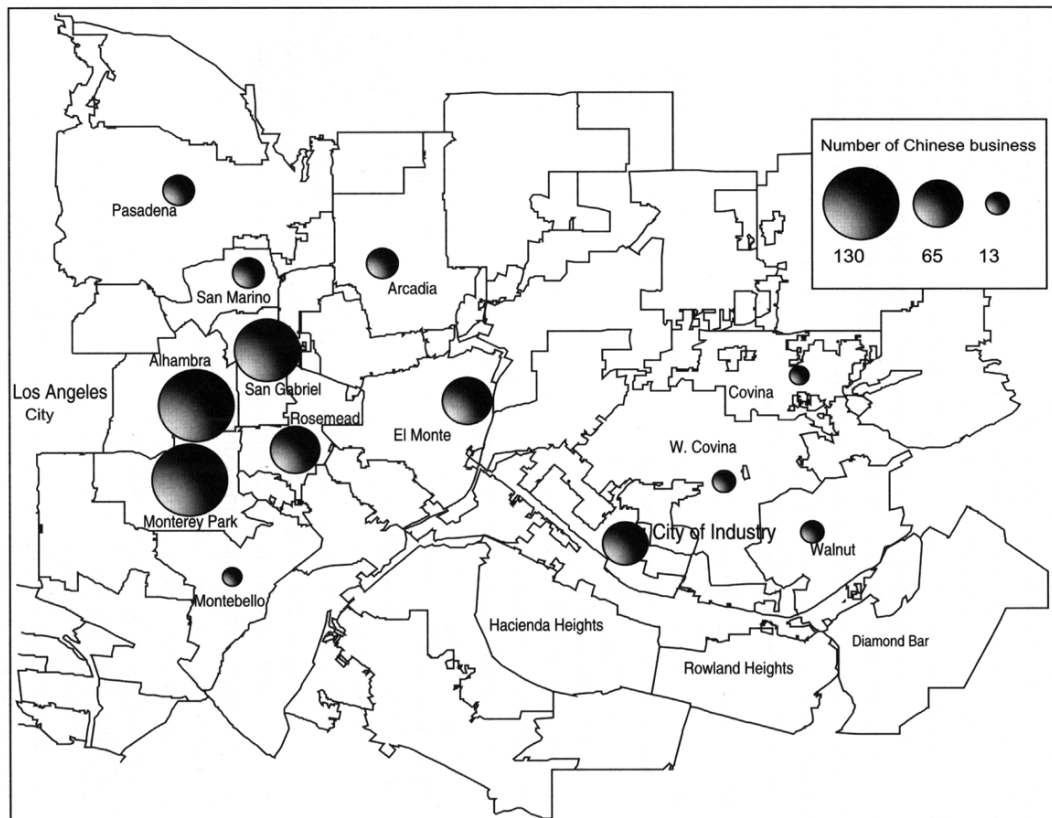 Number of Chinese business
130 65 13
Pasadena
San Marino
Arcadia
Alhambra
San Gabriel
Los Angeles
City
Rosemead
El Monte
Covina
W. Covina
Monterey Park
City of Industry
Walnut
Montebello
Hacienda Heights
Diamond Bar
Rowland Heights